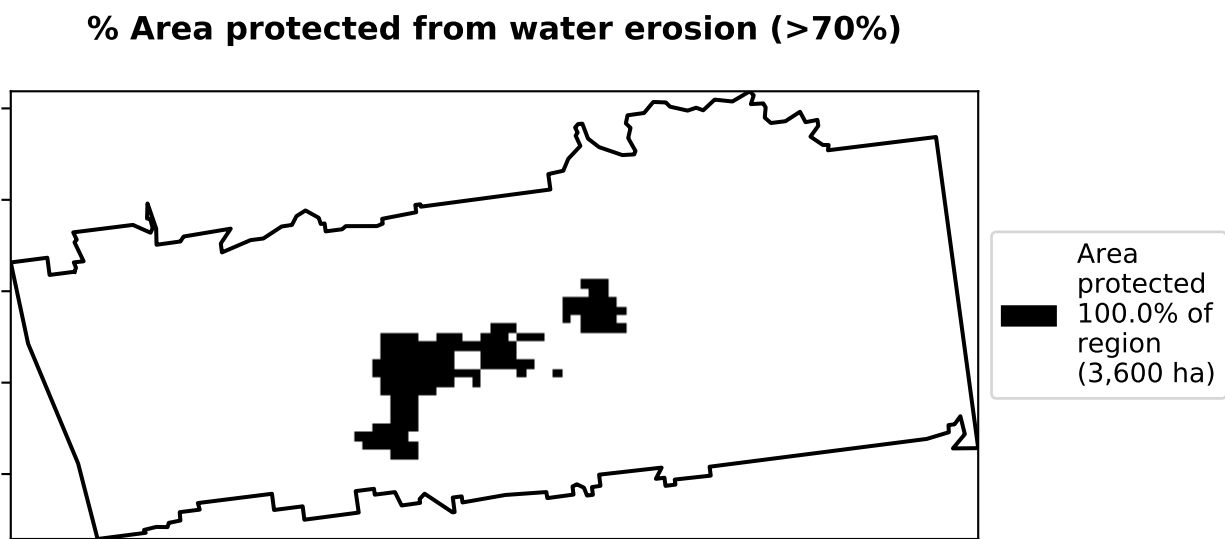 % Area protected from water erosion (>70%)
Area
protected
100.0% of
region
(3,600 ha)